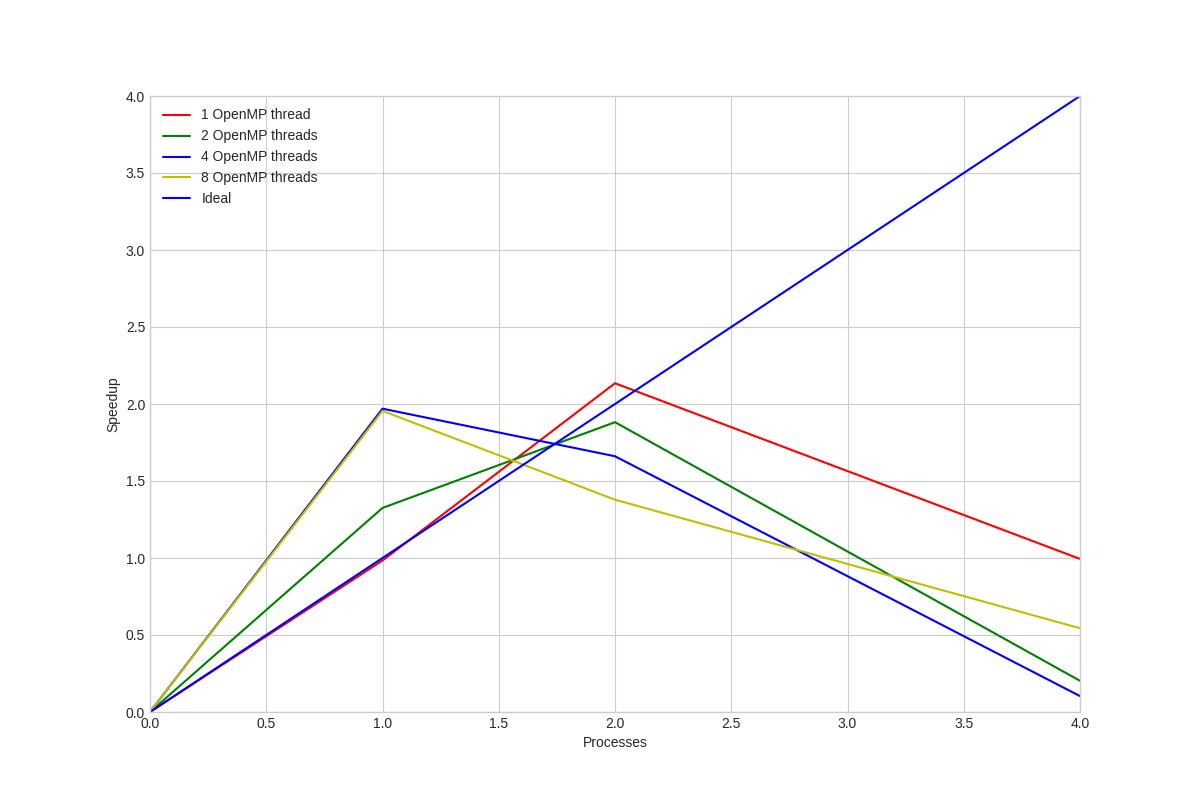 4.0
3.5
3.0
2.5
2.0
1.5
1.0
0.5
0.0
Speedup
1 OpenMP thread
2 OpenMP threads
4 OpenMP threads
8 OpenMP threads
Ideal
0.0 0.5 1.0 1.5 2.0 2.5 3.0 3.5 4.0
Processes